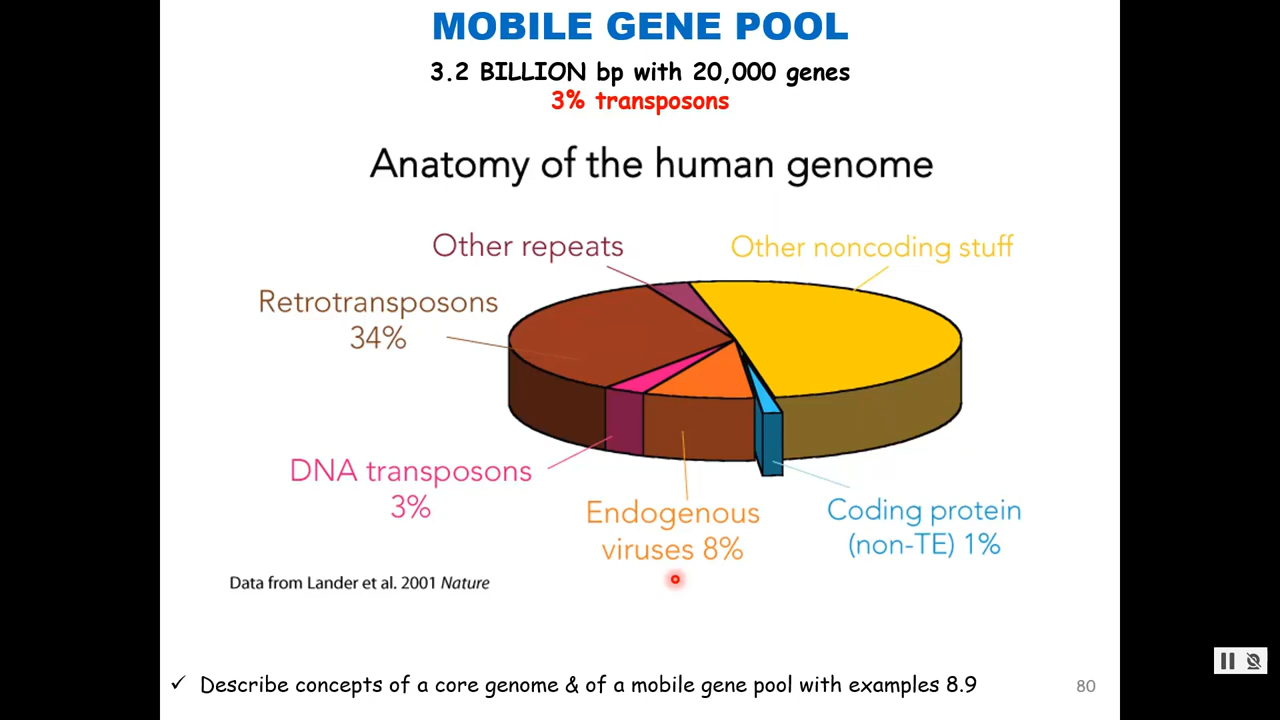 MOBILE GENE POOL
3.2 BILLION bp with 20,000 genes
3% transposons
Anatomy of the human genome
Other repeats
Other noncoding stuff
Retrotransposons
34%
DNA transposons
3%
Endogenous
viruses 8%
Coding protein
(non-TE) 1%
Data from Lander et al. 2001 Nature
✓ Describe concepts of a core genome & of a mobile gene pool with examples 8.9
80